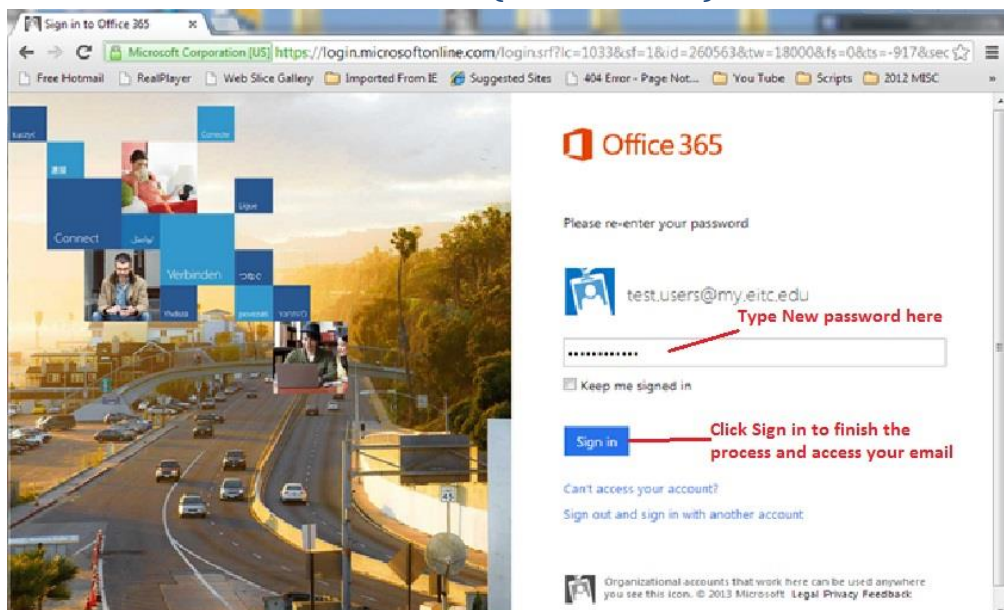 Sign in to Office 365
Microsoft Corporation [US] https://login.microsoftonline.com/login.srf?lc=1033&sf=1&id=260563&tw=18000&fs=0&ts=-917&sec
Free Hotmail RealPlayer Web Slice Gallery Imported From IE Suggested Sites 404 Error - Page Not... You Tube Scripts 2012 MISC »
Office 365
Connect
Verbinden
つなぐ
Ligue
45
Please re-enter your password
test.users@my.eitc.edu
Type New password here
Keep me signed in
Sign in
Click Sign in to finish the
process and access your email
Can't access your account?
Sign out and sign in with another account
Organizational accounts that work here can be used anywhere
you see this icon. © 2013 Microsoft Legal Privacy Feedback